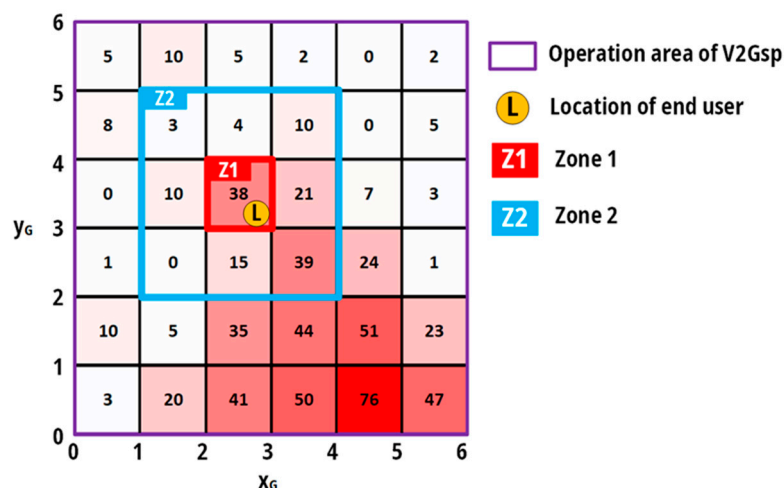 6
5 10 5 2 0 2
5
Z2
8 3 4 10 0 5
4
Z1
0 10 38 21 7 3
L
yG 3
1 0 15 39 24 1
2
10 5 35 44 51 23
1
3 20 41 50 76 47
0
0 1 2 3 4 5 6
xG
Operation area of V2Gsp
L Location of end user
Z1 Zone 1
Z2 Zone 2